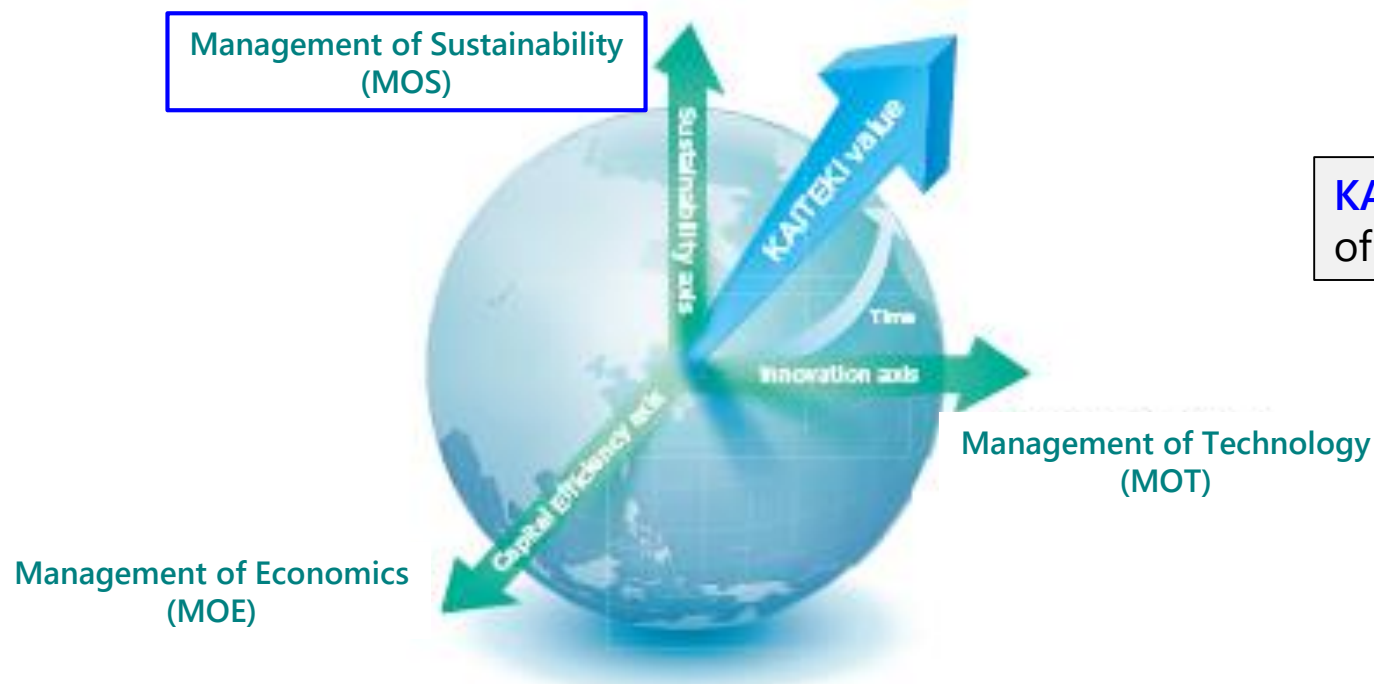 Management of Sustainability
(MOS)
Sustainability axis
KAITEKI value
Time
Innovation axis
Capital Efficiency axis
Management of Technology
(MOT)
Management of Economics
(MOE)
of